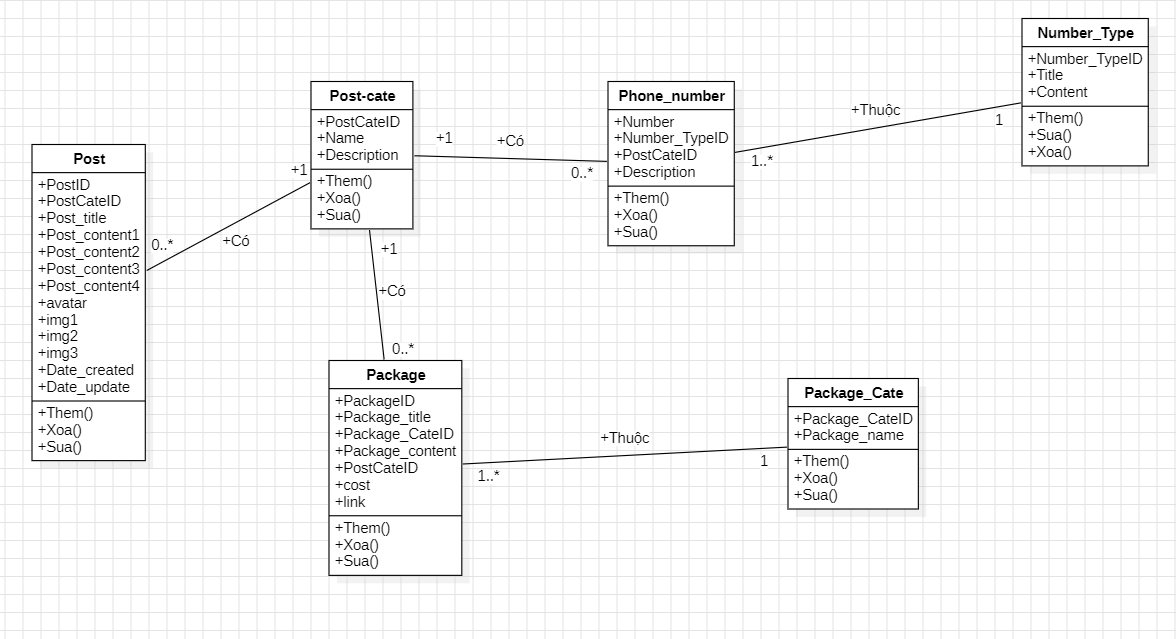 Number_Type
+Number_TypeID
+Title
+Content
+Them()
+Sua()
+Xoa()
Post-cate
+PostCateID
+Name
+Description
+Them()
+Xoa()
+Sua()
Phone_number
+Number
+Number_TypeID
+PostCateID
+Description
+Them()
+Xoa()
+Sua()
+Thuộc
1
1..*
+1
+Có
0..*
Post
+PostID
+PostCateID
+Post_title
+Post_content1
+Post_content2
+Post_content3
+Post_content4
+avatar
+img1
+img2
+img3
+Date_created
+Date_update
+Them()
+Xoa()
+Sua()
+1
0..*
+Có
+1
+Có
0..*
Package
+PackageID
+Package_title
+Package_CateID
+Package_content
+PostCateID
+cost
+link
+Them()
+Xoa()
+Sua()
+Thuộc
1..*
1
Package_Cate
+Package_CateID
+Package_name
+Them()
+Xoa()
+Sua()